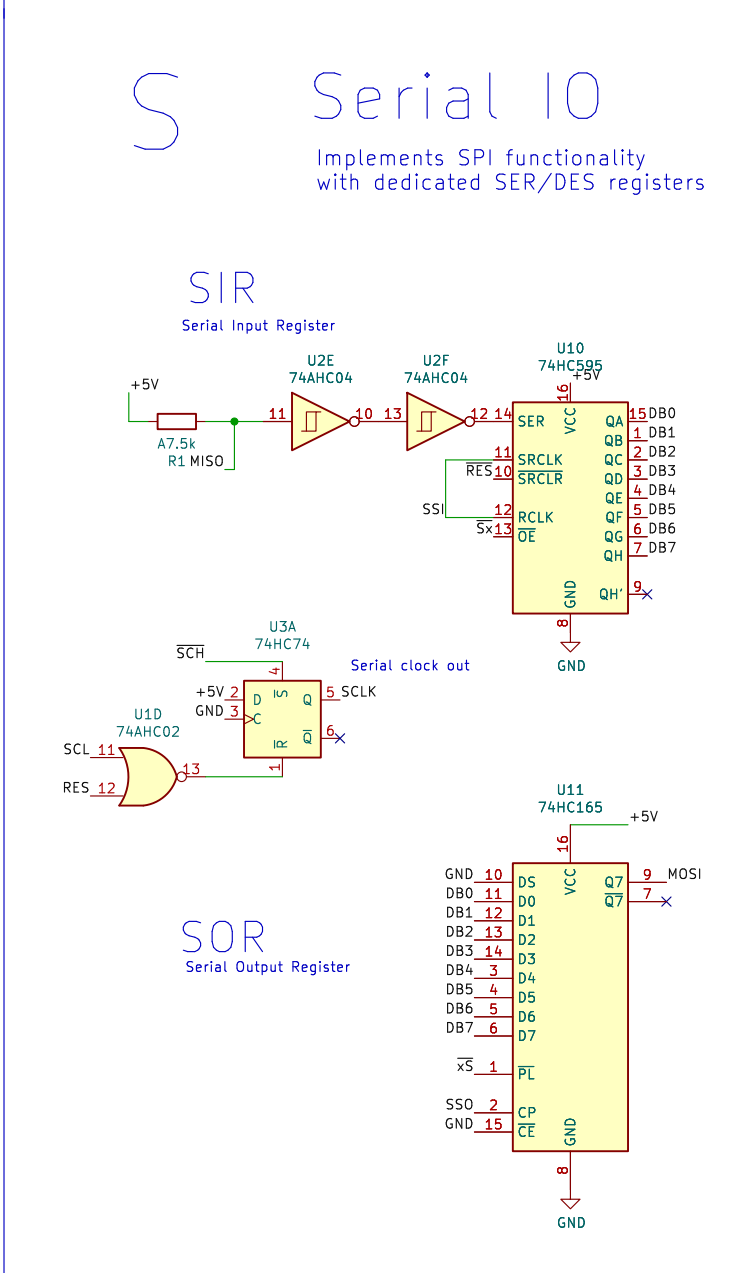 S Serial IO
Implements SPI functionality
with dedicated SER/DES registers
SIR
Serial Input Register
+5V
A7.5k
R1 MISO
U2E
74AHC04
11 10
U2F
74AHC04
13 12
U10
74HC595
+5V
16
VCC
14 SER
11 SRCLK
RES 10 SRCLR
SSI
12 RCLK
Sx 13 OE
QA 15 DB0
QB 1 DB1
QC 2 DB2
QD 3 DB3
QE 4 DB4
QF 5 DB5
QG 6 DB6
QH 7 DB7
QH' 9
GND
8
GND
Serial clock out
U3A
74HC74
SCH
4
S
+5V 2 D
GND 3 C
Q 5 SCLK
Q 6
R
1
U1D
74AHC02
SCL 11
13
RES 12
SOR
Serial Output Register
U11
74HC165
+5V
16
VCC
GND 10 DS
DB0 11 D0
DB1 12 D1
DB2 13 D2
DB3 14 D3
DB4 3 D4
DB5 4 D5
DB6 5 D6
DB7 6 D7
xS 1 PL
SSO 2 CP
GND 15 CE
Q7 9 MOSI
Q7 7
GND
8
GND